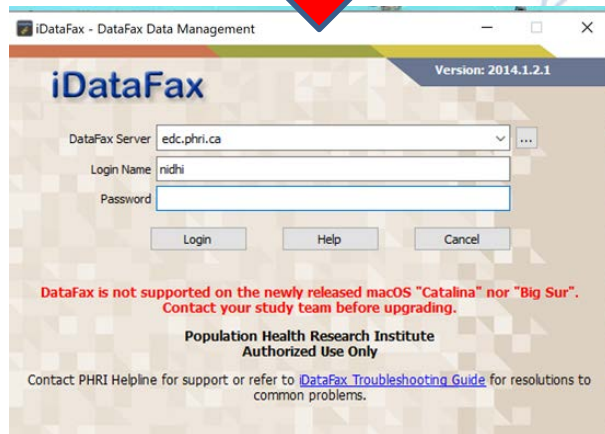 iDataFax - DataFax Data Management
iDataFax
Version: 2014.1.2.1
DataFax Server edc.phri.ca ...
Login Name nidhi
Password
Login Help Cancel
DataFax is not supported on the newly released macOS "Catalina" nor "Big Sur".
Contact your study team before upgrading.
Population Health Research Institute
Authorized Use Only
Contact PHRI Helpline for support or refer to iDataFax Troubleshooting Guide for resolutions to
common problems.